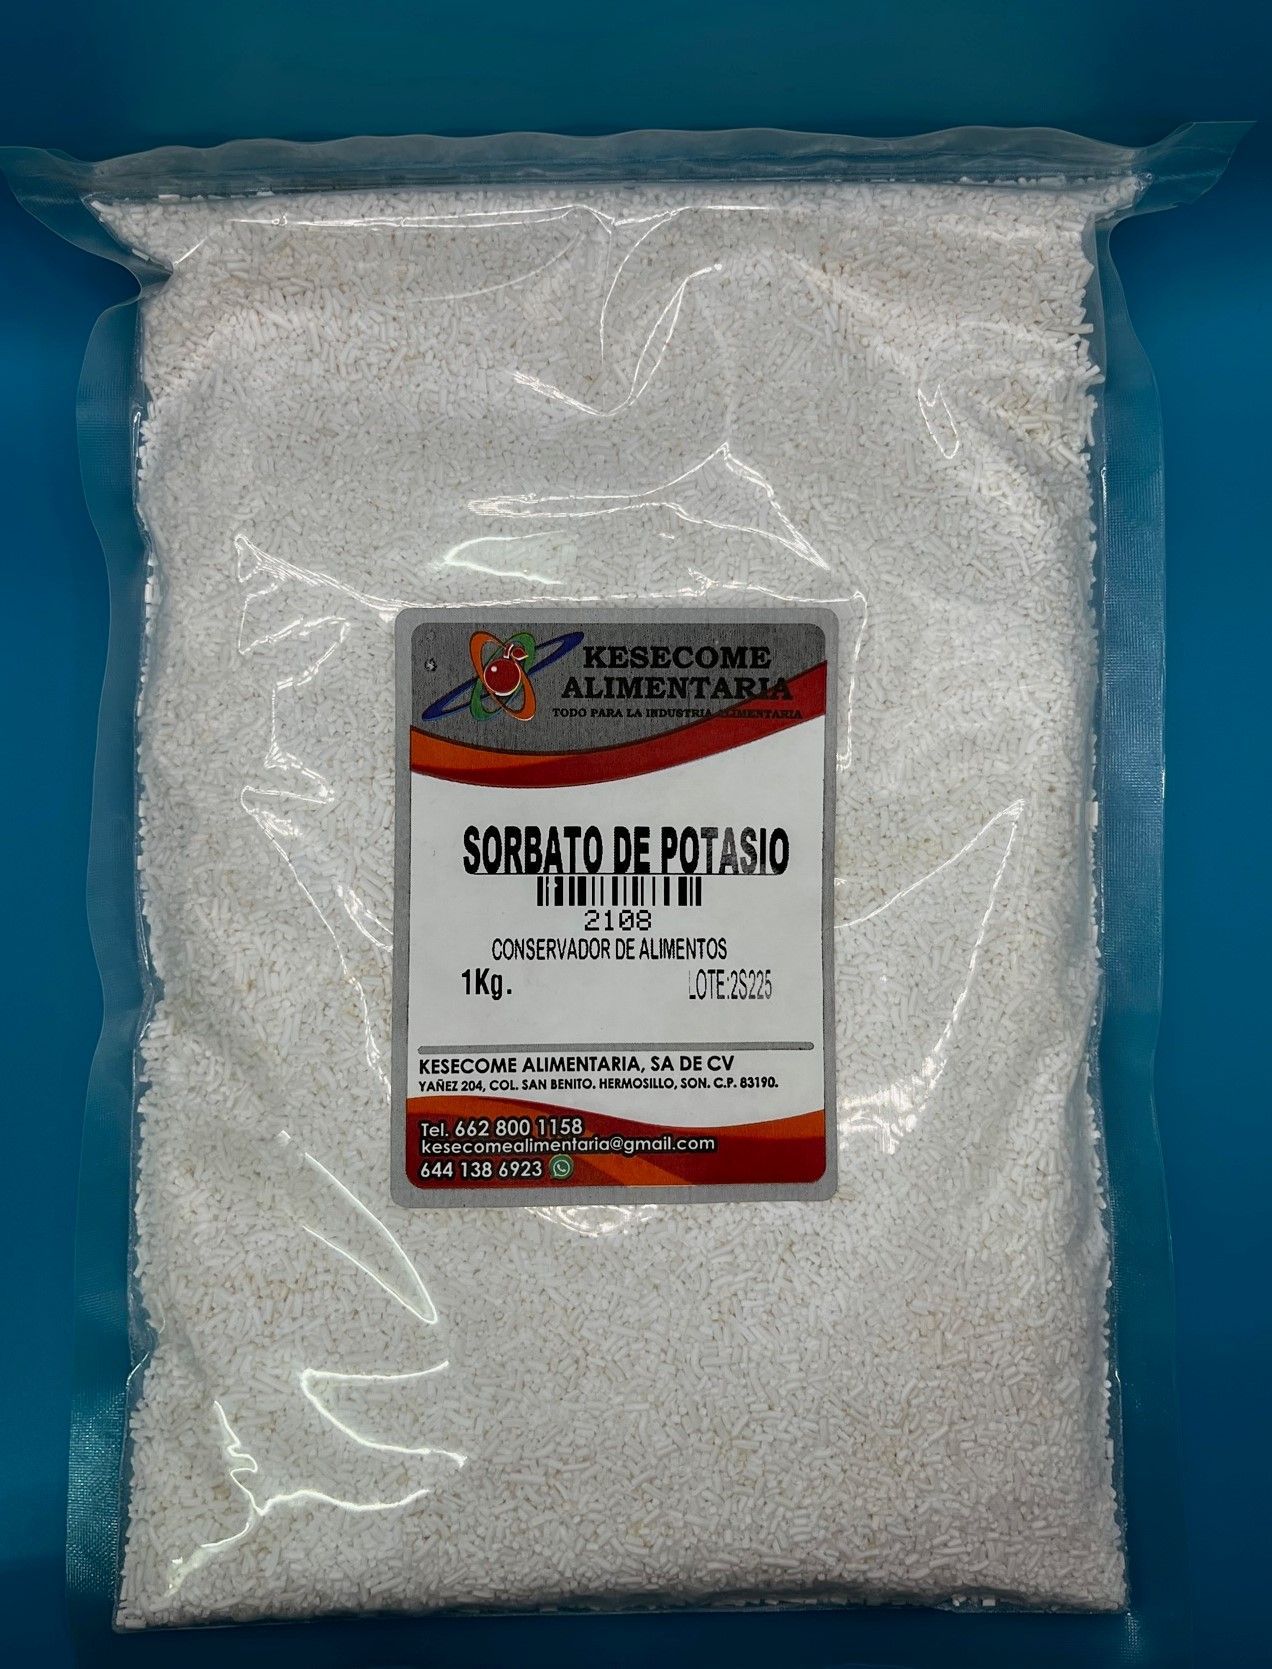 KESECOME
ALIMENTARIA
TODO PARA LA INDUSTRIA ALIMENTARIA
SORBATO DE POTASIO
2108
CONSERVADOR DE ALIMENTOS
1Kg. LOTE:2S225
KESECOME ALIMENTARIA, SA DE CV
YAÑEZ 204, COL. SAN BENITO. HERMOSILLO, SON. C.P. 83190.
Tel. 662 800 1158
kesecomealimentaria@gmail.com
644 138 6923